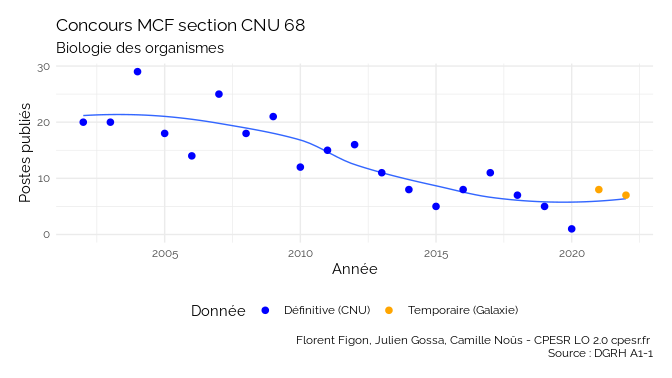 Concours MCF section CNU 68
Biologie des organismes
Postes publiés
30
20
10
0
2005
2010
2015
2020
Année
Donnée
Définitive (CNU)
Temporaire (Galaxie)
Florent Figon, Julien Gossa, Camille Noûs - CPESR LO 2.0 cpesr.fr
Source : DGRH A1-1